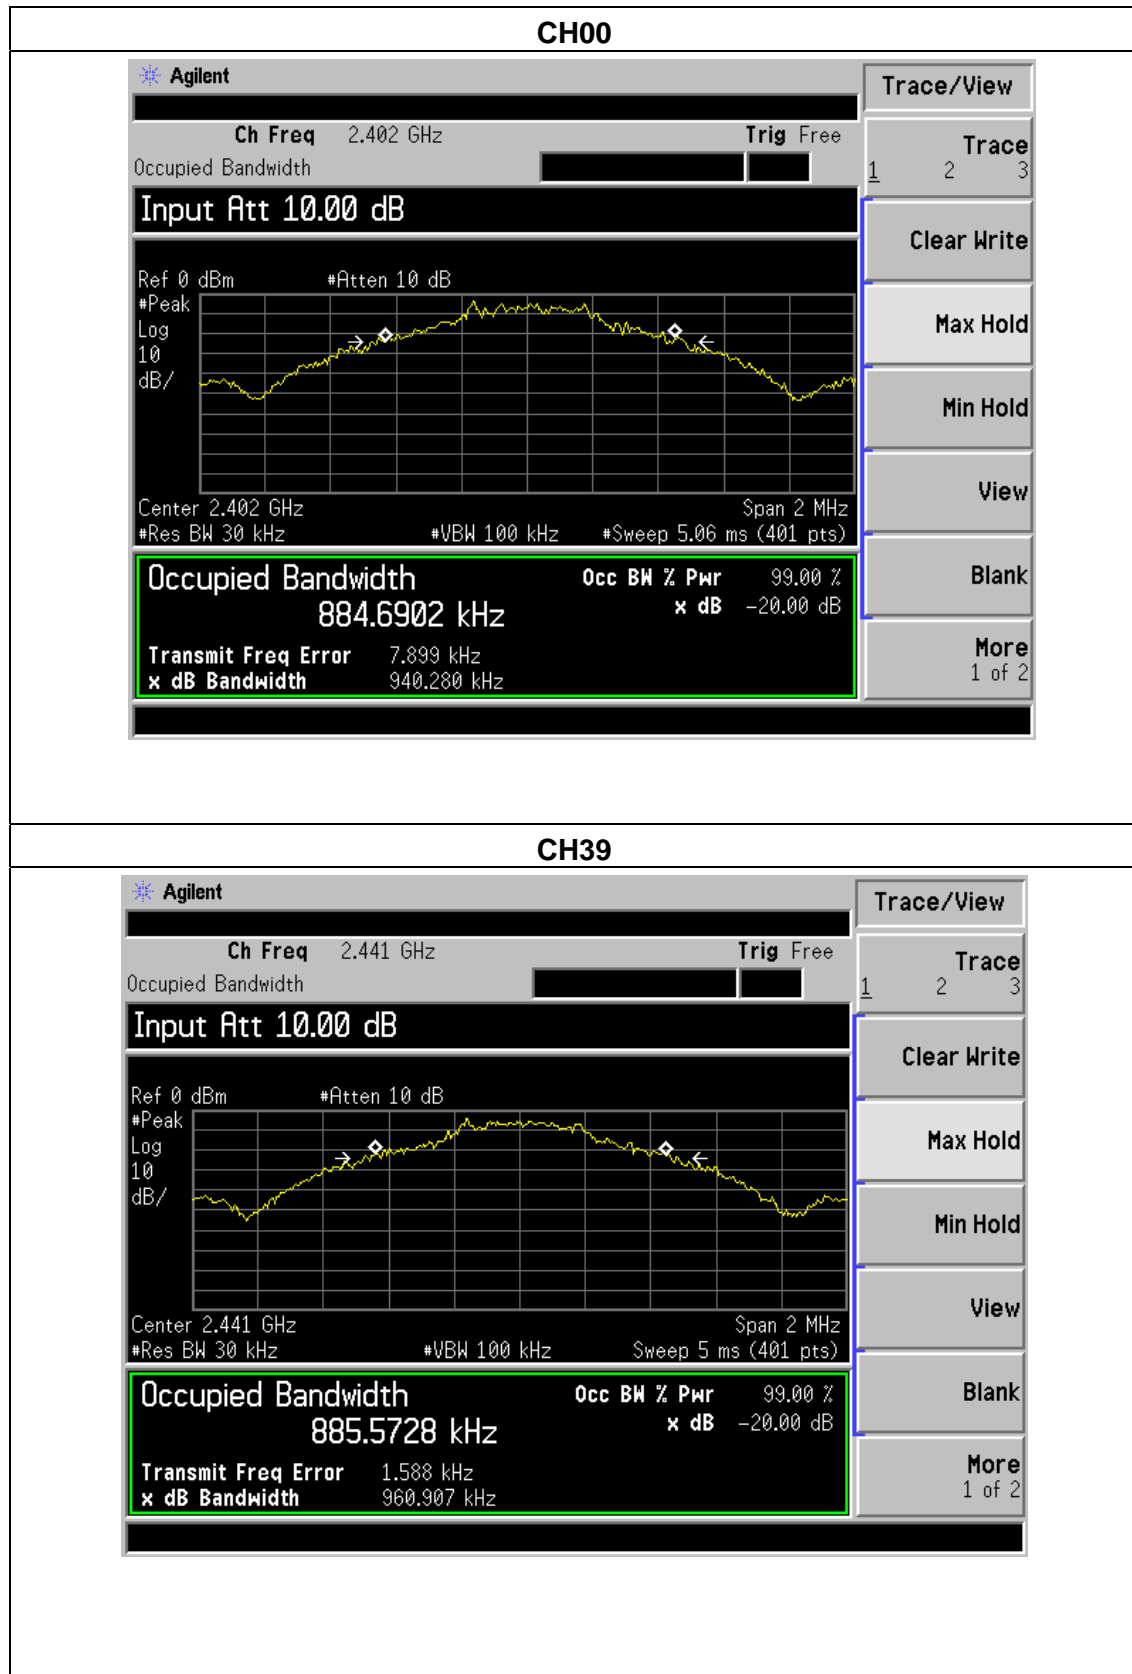 CH00
Agilent
Trace/View
Ch Freq 2.402 GHz Trig Free
Occupied Bandwidth
Trace
1 2 3
Input Att 10.00 dB
Clear Write
Ref 0 dBm #Atten 10 dB
#Peak
Log
10
dB/
Max Hold
Min Hold
View
Center 2.402 GHz Span 2 MHz
#Res BW 30 kHz #VBW 100 kHz #Sweep 5.06 ms (401 pts)
Occupied Bandwidth Occ BW % Pwr 99.00 %
884.6902 kHz x dB -20.00 dB
Blank
Transmit Freq Error 7.899 kHz
x dB Bandwidth 940.280 kHz
More
1 of 2
CH39
Agilent
Trace/View
Ch Freq 2.441 GHz Trig Free
Occupied Bandwidth
Trace
1 2 3
Input Att 10.00 dB
Clear Write
Ref 0 dBm #Atten 10 dB
#Peak
Log
10
dB/
Max Hold
Min Hold
View
Center 2.441 GHz Span 2 MHz
#Res BW 30 kHz #VBW 100 kHz Sweep 5 ms (401 pts)
Occupied Bandwidth Occ BW % Pwr 99.00 %
885.5728 kHz x dB -20.00 dB
Blank
Transmit Freq Error 1.588 kHz
x dB Bandwidth 960.907 kHz
More
1 of 2